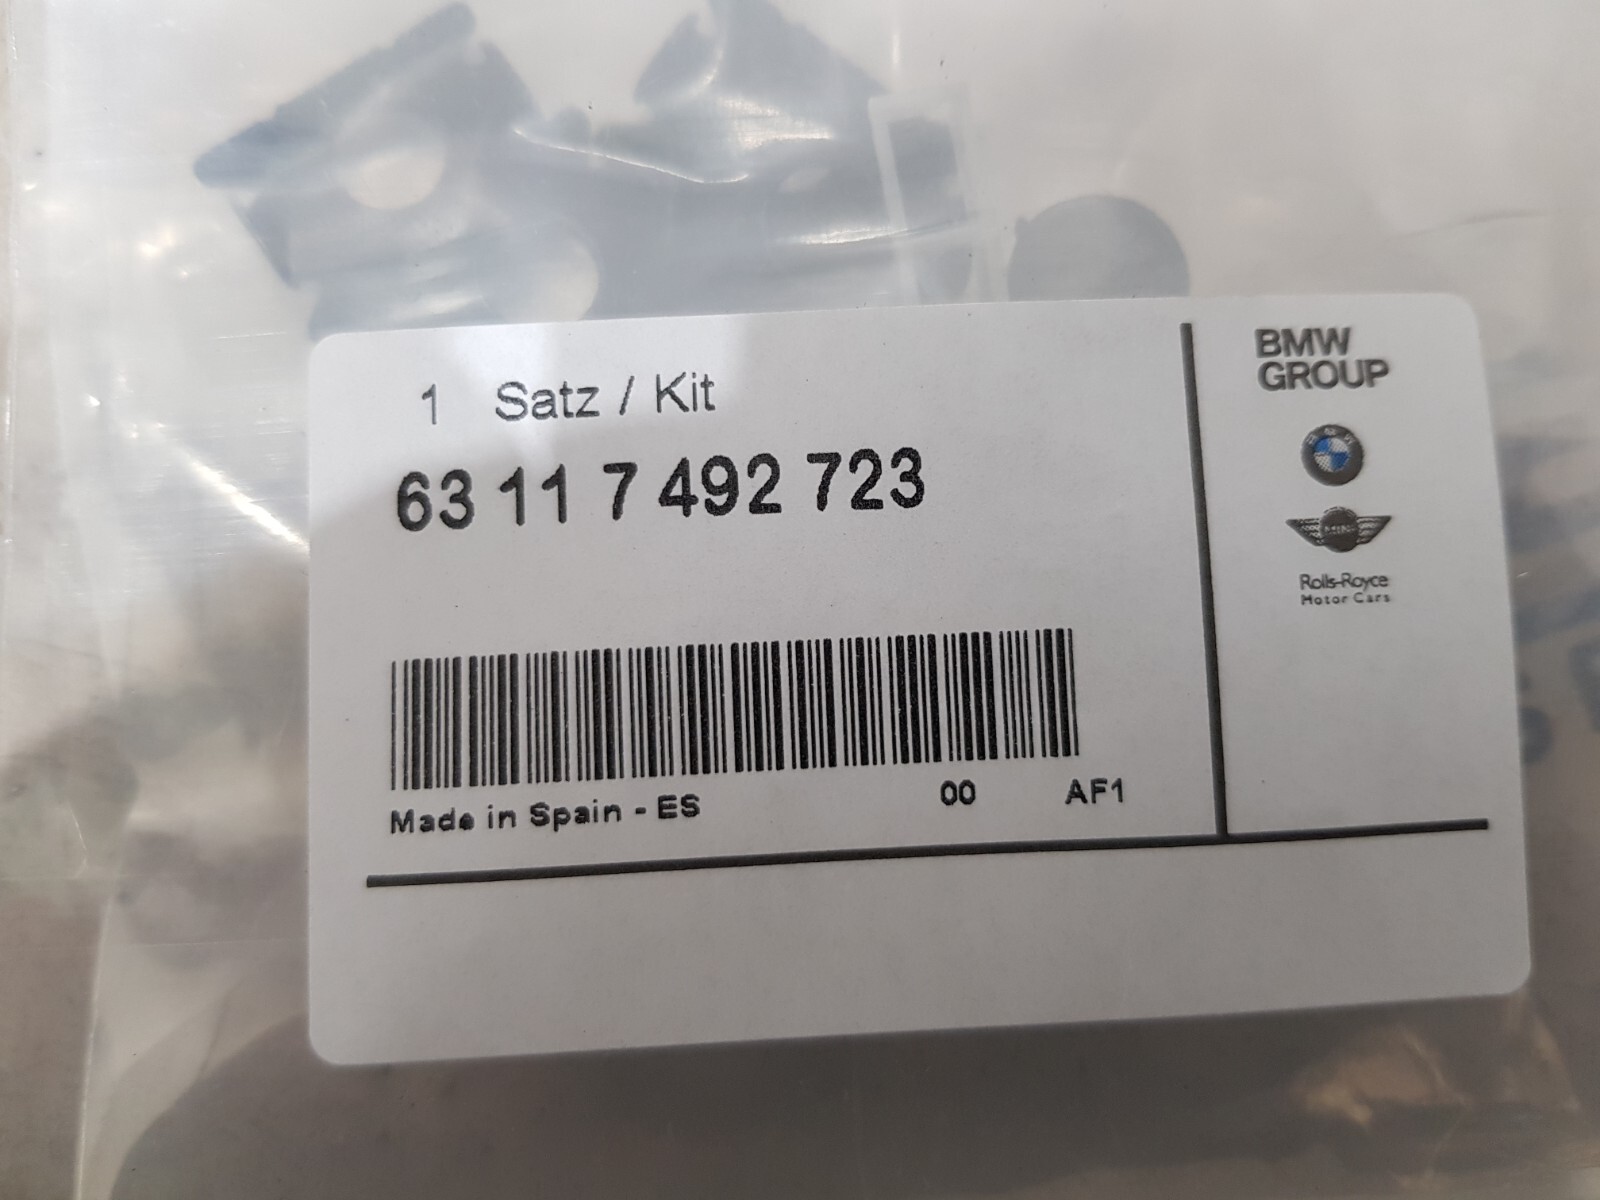 1 Satz / Kit
63 11 7 492 723
Made in Spain - ES 00 AF1
BMW
GROUP
MINI
Rolls-Royce
Motor Cars